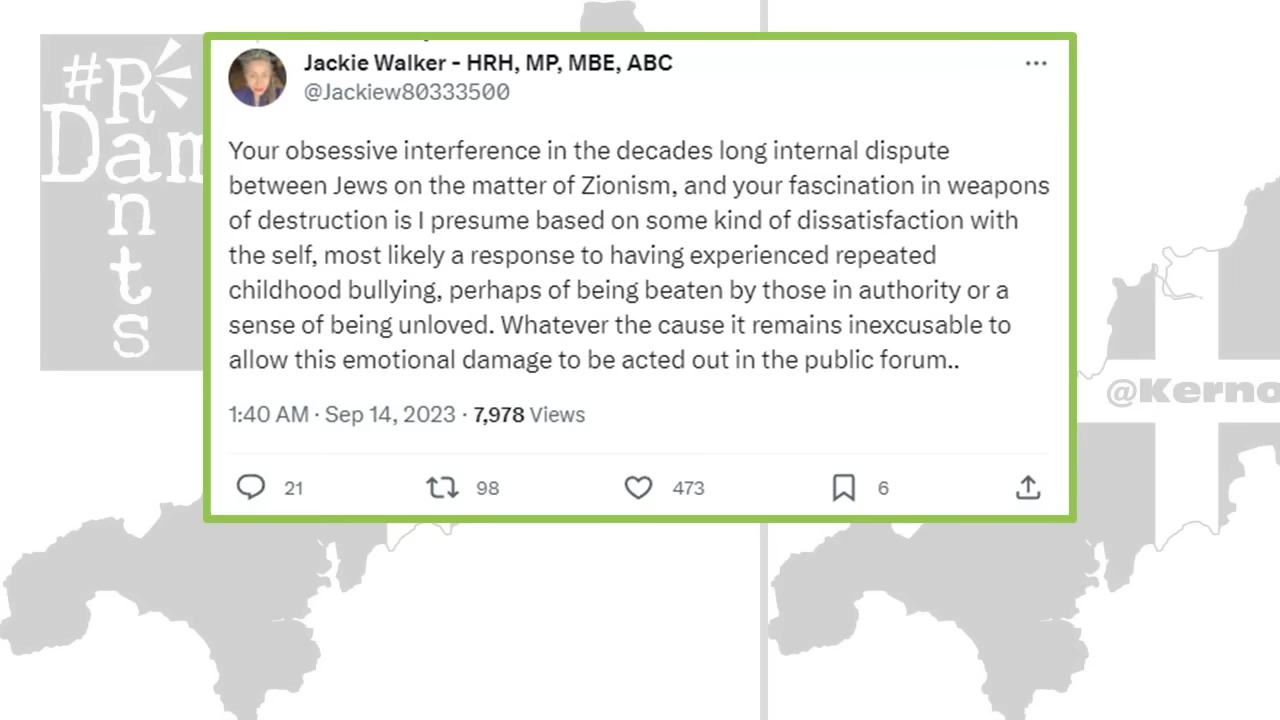 #R
Dam
n
t
s
Jackie Walker - HRH, MP, MBE, ABC
@Jackiew80333500
Your obsessive interference in the decades long internal dispute
between Jews on the matter of Zionism, and your fascination in weapons
of destruction is I presume based on some kind of dissatisfaction with
the self, most likely a response to having experienced repeated
childhood bullying, perhaps of being beaten by those in authority or a
sense of being unloved. Whatever the cause it remains inexcusable to
allow this emotional damage to be acted out in the public forum..
1:40 AM · Sep 14, 2023 · 7,978 Views
21 98 473 6
@Kerno